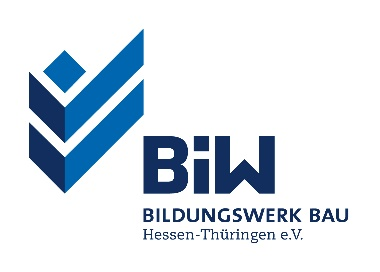 BiW
BILDUNGSWERK BAU
Hessen-Thüringen e.V.